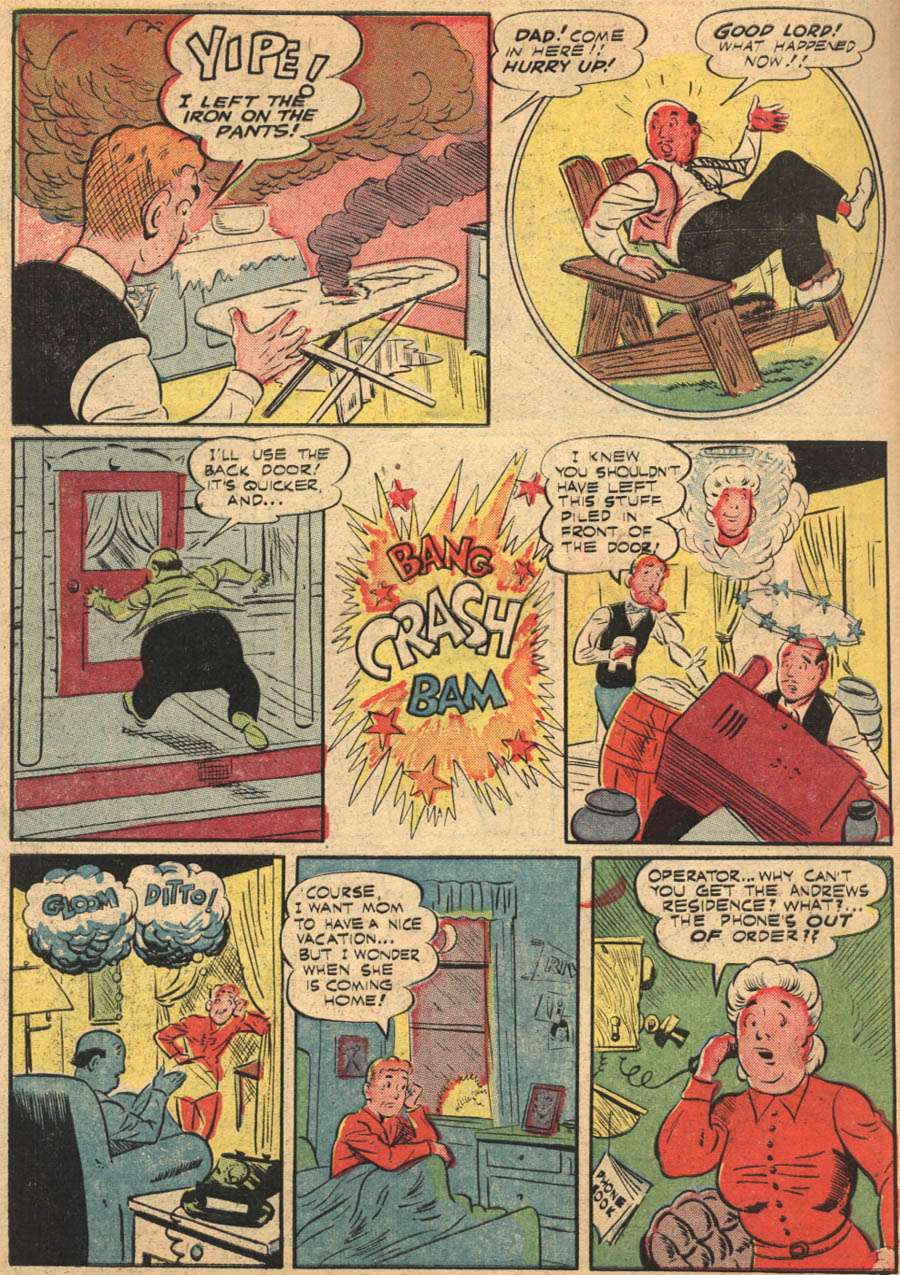 YIPE!
I LEFT THE
IRON ON THE
PANTS!
DAD! COME
IN HERE!!
HURRY UP!
GOOD LORD!
WHAT HAPPENED
NOW!!
I'LL USE THE
BACK DOOR!
IT'S QUICKER,
AND...
BANG
CRASH
BAM
I KNEW
YOU SHOULDN'T
HAVE LEFT
THIS STUFF
PILED IN
FRONT OF
THE DOOR!
GLOOM
DITTO!
'COURSE,
I WANT MOM
TO HAVE A NICE
VACATION...
BUT I WONDER
WHEN SHE
IS COMING
HOME!
OPERATOR... WHY CAN'T
YOU GET THE ANDREWS
RESIDENCE? WHAT?...
THE PHONE'S OUT
OF ORDER??
PHONE
BOOK